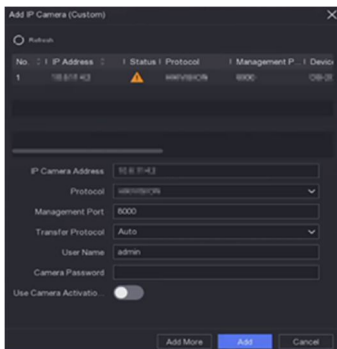 Add IP Camera (Custom)
Refresh
No. IP Address Status Protocol Management P... Device
1
IP Camera Address
Protocol
Management Port 8000
Transfer Protocol Auto
User Name admin
Camera Password
Use Camera Activatio...
Add More Add Cancel